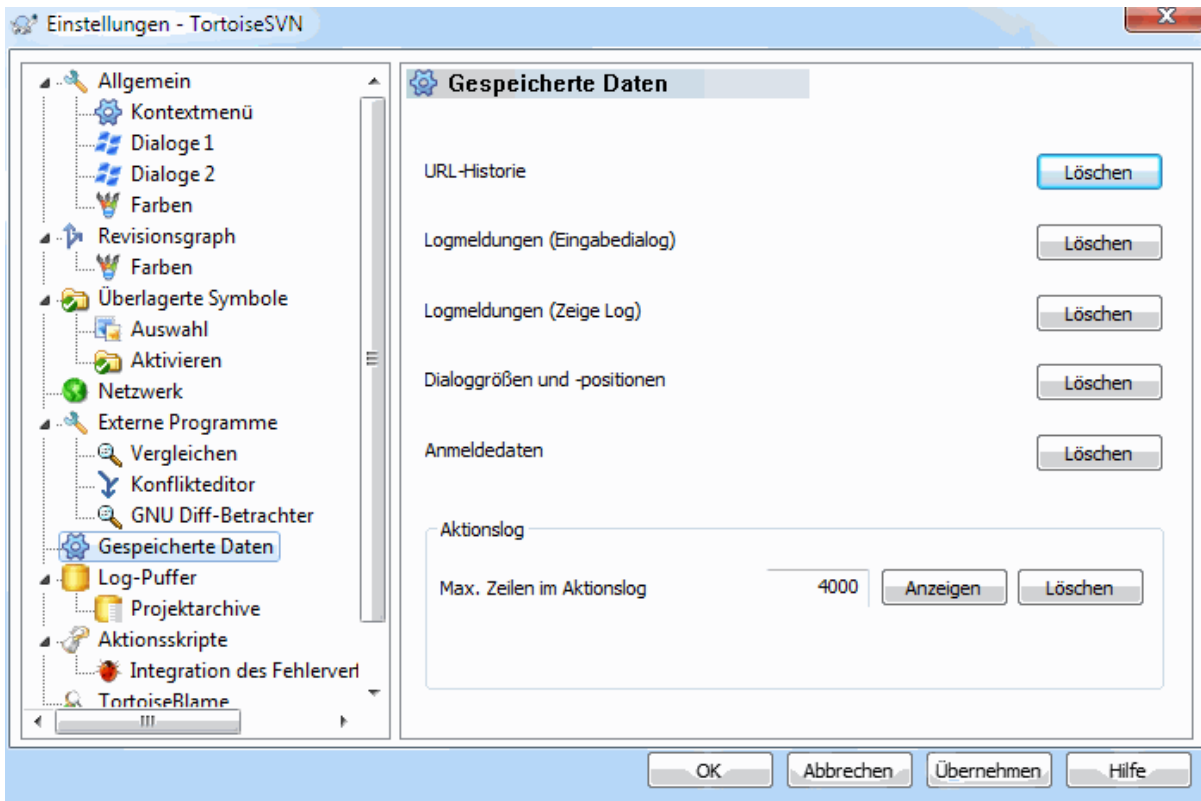 Einstellungen - TortoiseSVN
Allgemein
Kontextmenü
Dialoge 1
Dialoge 2
Farben
Revisionsgraph
Farben
Überlagerte Symbole
Auswahl
Aktivieren
Netzwerk
Externe Programme
Vergleichen
Konflikteditor
GNU Diff-Betrachter
Gespeicherte Daten
Log-Puffer
Projektarchive
Aktionsskripte
Integration des Fehlerverf
TortoiseBlame
Gespeicherte Daten
URL-Historie Löschen
Logmeldungen (Eingabedialog) Löschen
Logmeldungen (Zeige Log) Löschen
Dialoggrößen und -positionen Löschen
Anmeldedaten Löschen
Aktionslog
Max. Zeilen im Aktionslog 4000 Anzeigen Löschen
OK Abbrechen Übernehmen Hilfe